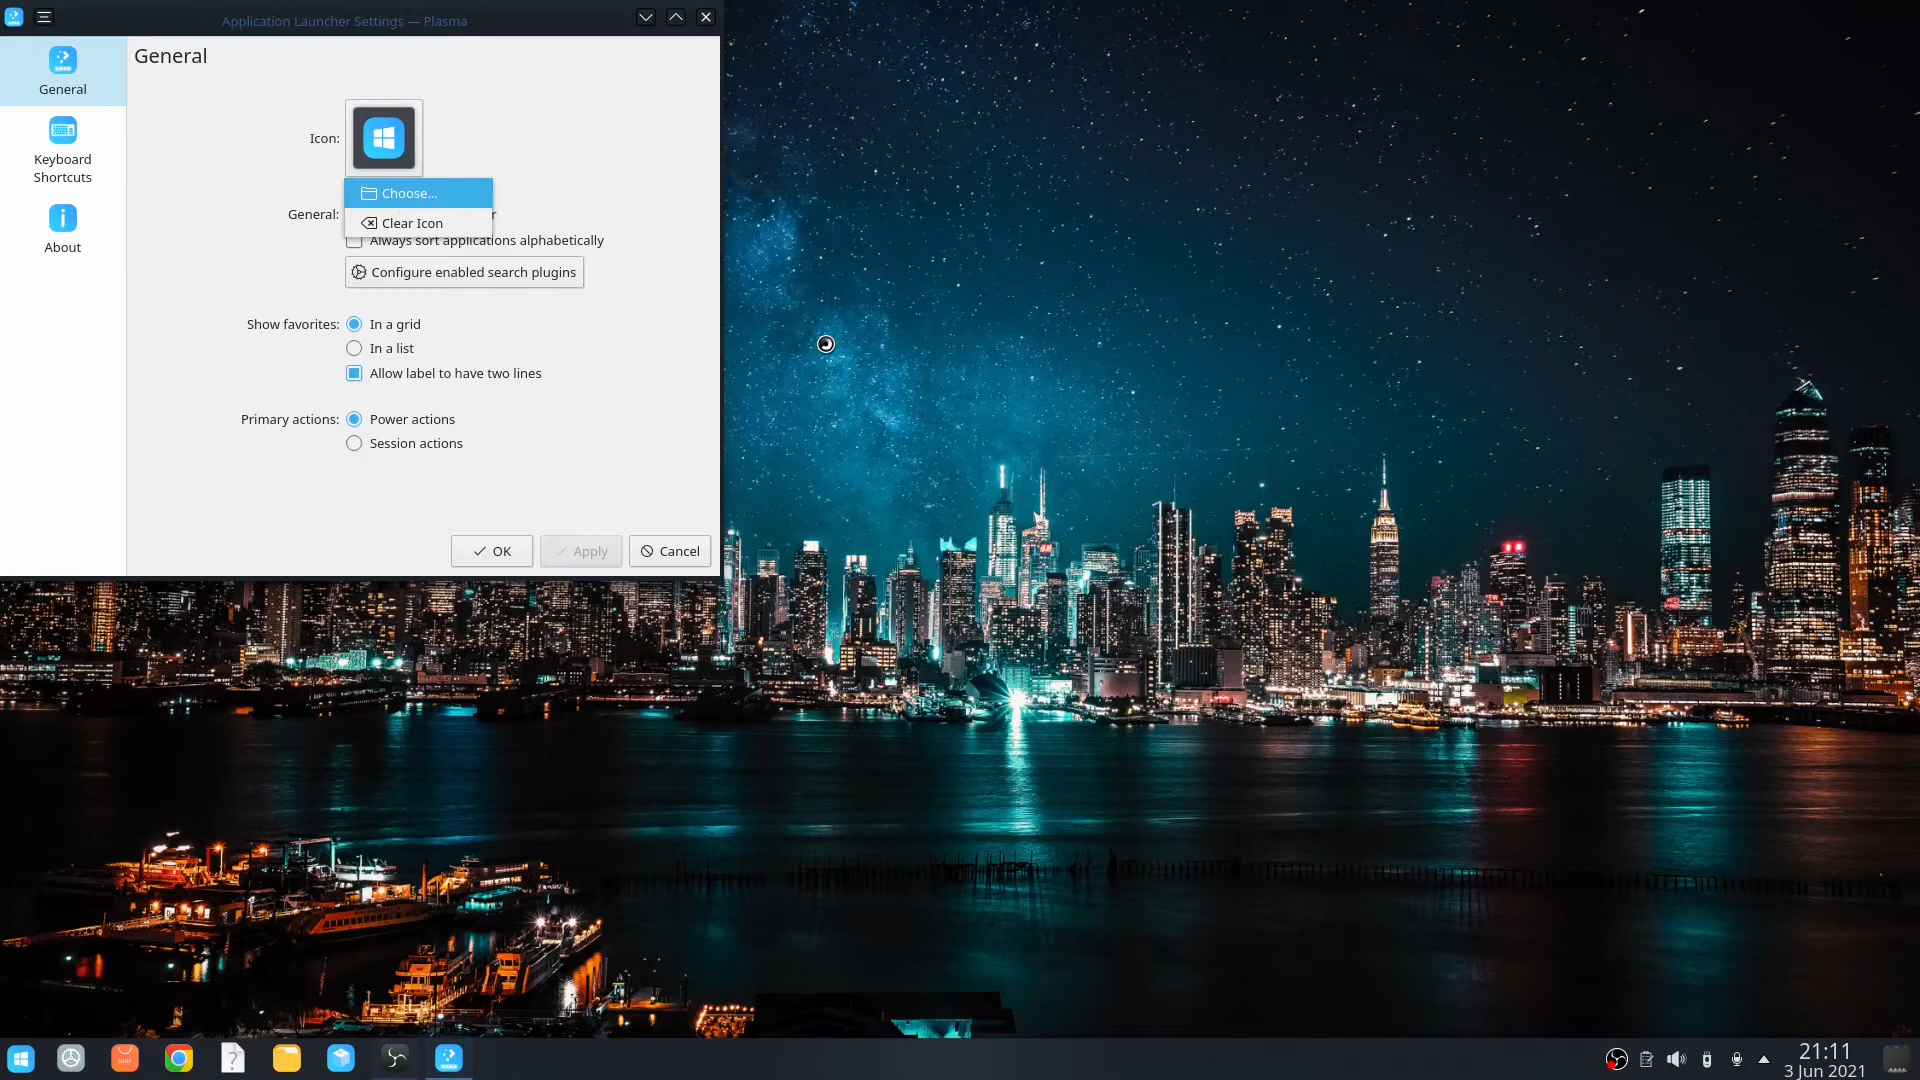 Application Launcher Settings — Plasma
General
Keyboard
Shortcuts
About
General
Icon:
Choose...
Clear Icon
General:
r
Always sort applications alphabetically
Configure enabled search plugins
Show favorites:
In a grid
In a list
Allow label to have two lines
Primary actions:
Power actions
Session actions
OK
Apply
Cancel
21:11
3 Jun 2021